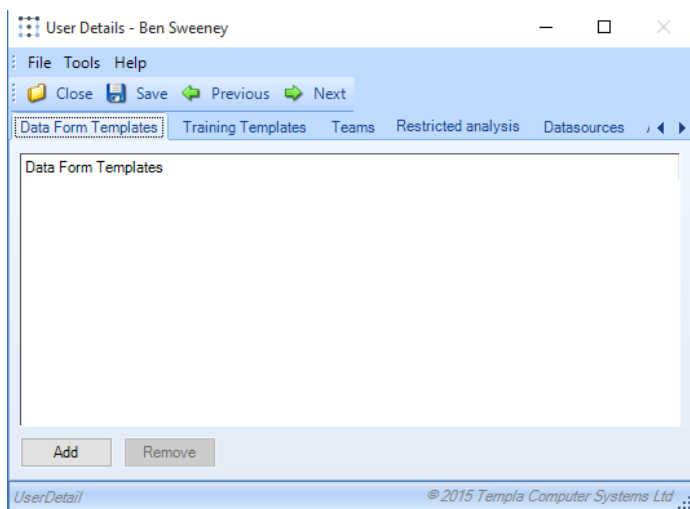 User Details - Ben Sweeney
File Tools Help
Close Save Previous Next
Data Form Templates Training Templates Teams Restricted analysis Datasources
Data Form Templates
Add Remove
UserDetail © 2015 Templa Computer Systems Ltd